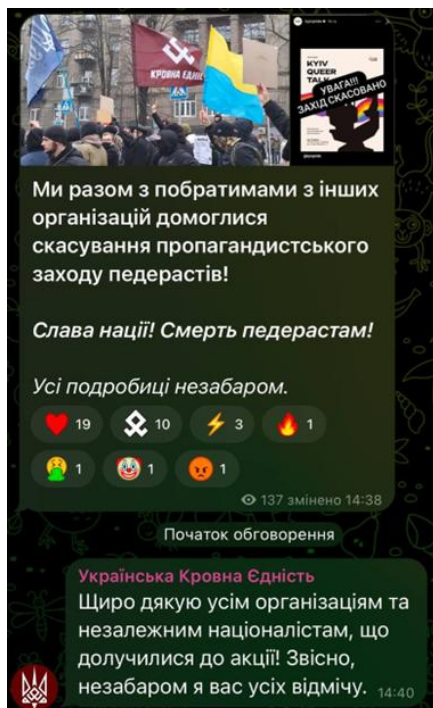 КРОВНА ЄДНІ
KYIV
QUEER
TALK
УВАГА!!!
ЗАХІД СКАСОВАНО
Ми разом з побратимами з інших
організацій домоглися
скасування пропагандистського
заходу педерастів!
Слава нації! Смерть педерастам!
Усі подробиці незабаром.
19 10 3 1
1 1 1
137 змінено 14:38
Початок обговорення
Українська Кровна Єдність
Щиро дякую усім організаціям та
незалежним націоналістам, що
долучилися до акції! Звісно,
незабаром я вас усіх відмічу. 14:40